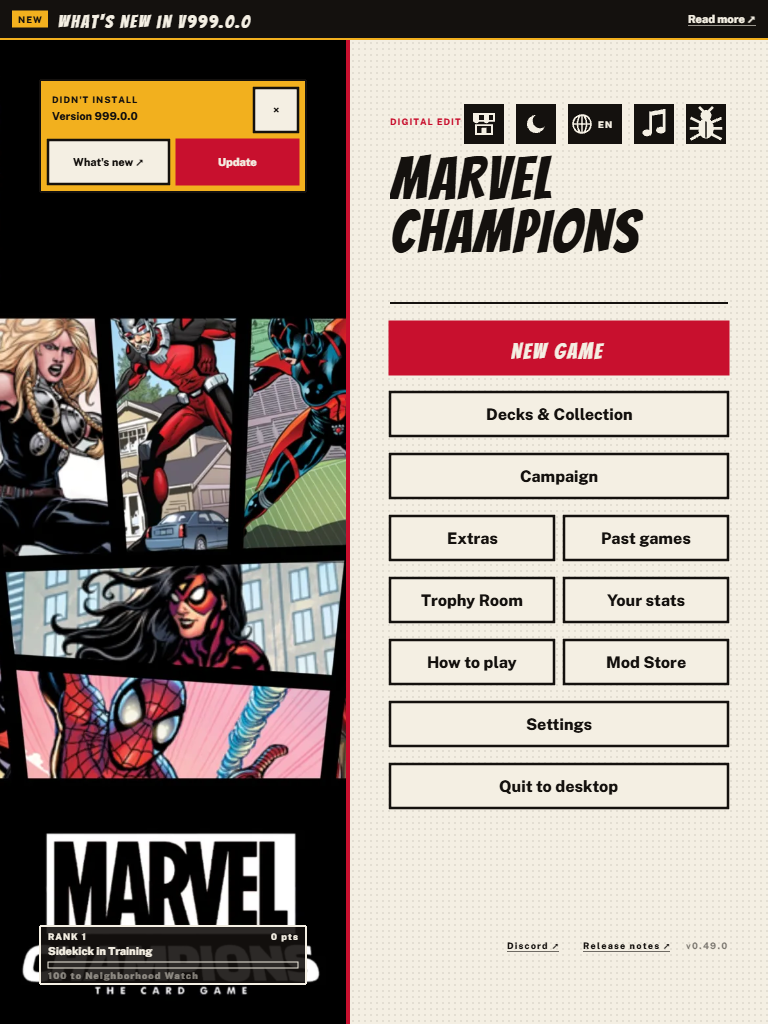 NEW WHAT'S NEW IN V999.0.0 Read more ↗
DIDN'T INSTALL
Version 999.0.0
×
What's new ↗
Update
DIGITAL EDIT
EN
MARVEL
CHAMPIONS
NEW GAME
Decks & Collection
Campaign
Extras
Past games
Trophy Room
Your stats
How to play
Mod Store
Settings
Quit to desktop
MARVEL
CHAMPIONS
RANK 1 0 pts
Sidekick in Training
100 to Neighborhood Watch
THE CARD GAME
Discord ↗ Release notes ↗ v0.49.0